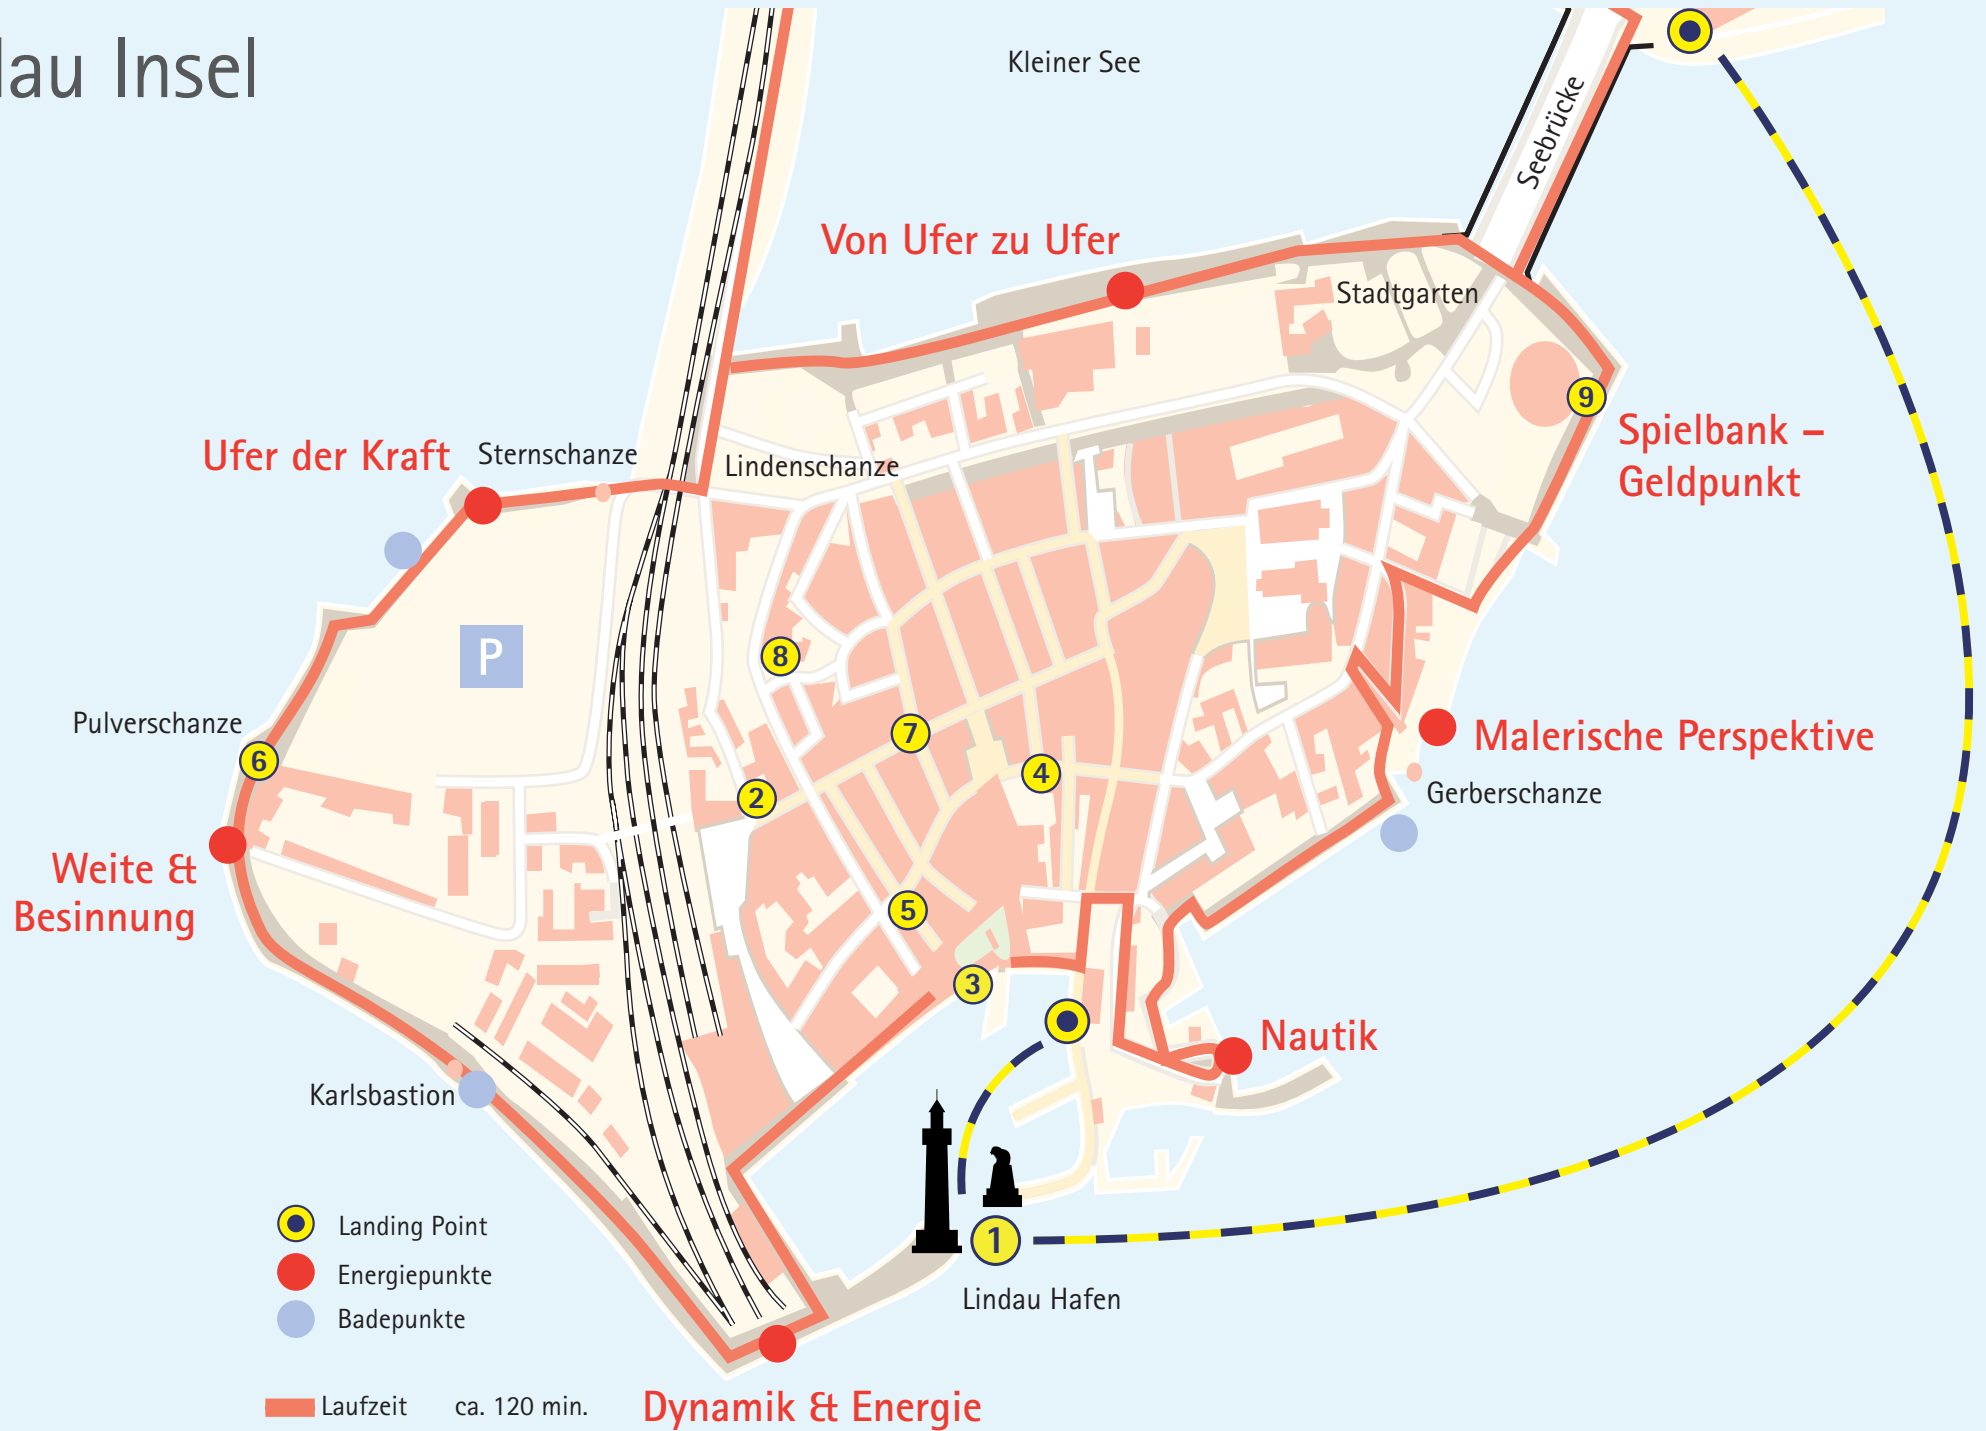 lau Insel
Kleiner See
Seebrücke
Von Ufer zu Ufer
Stadtgarten
9
Spielbank –
Geldpunkt
Ufer der Kraft
Sternschanze
Lindenschanze
P
8
Pulverschanze
6
7
2
4
Malerische Perspektive
Gerberschanze
Weite &
Besinnung
5
3
Nautik
Karlsbastion
1
Lindau Hafen
Landing Point
Energiepunkte
Badepunkte
Laufzeit ca. 120 min.
Dynamik & Energie